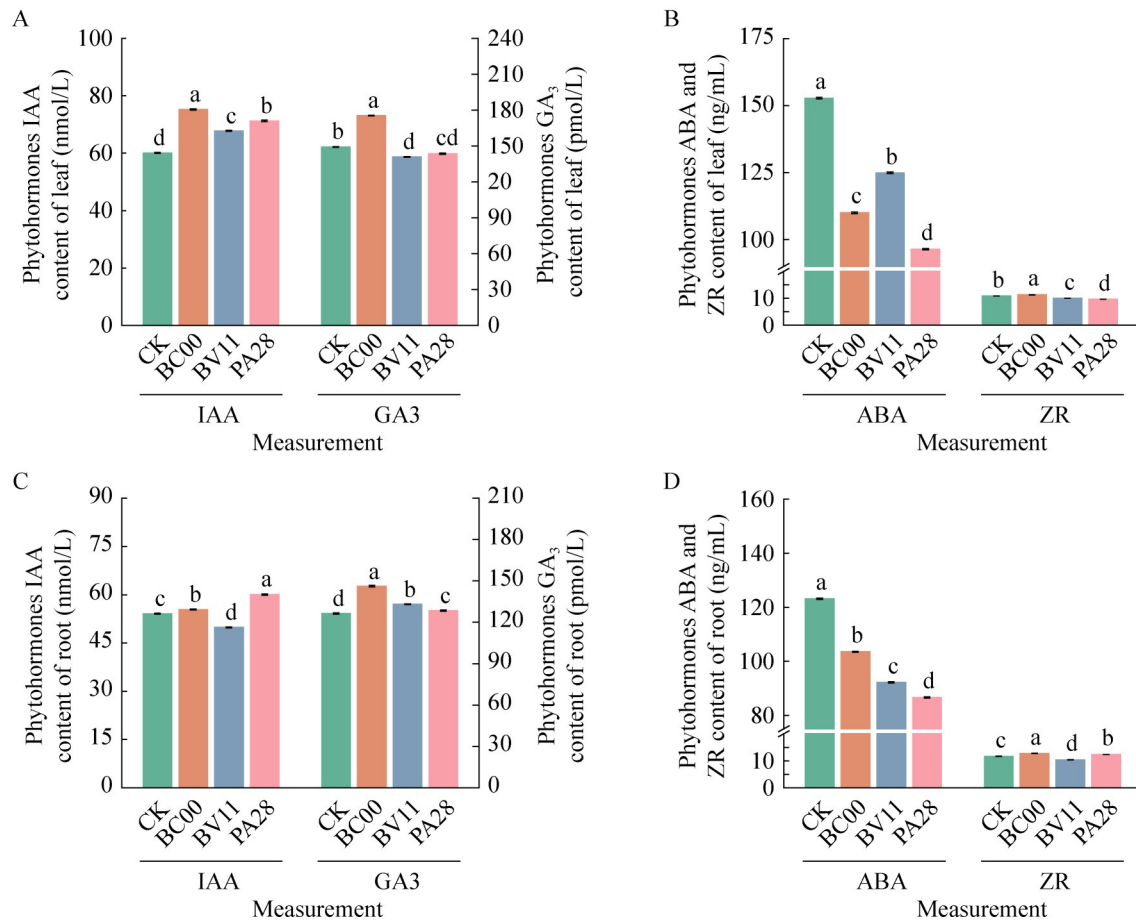 A
Phytohormones IAA
content of leaf (nmol/L)
100
80
60
40
20
0
d
a
c
b
b
a
d
cd
240
210
180
150
120
90
60
30
0
Phytohormones GA3
content of leaf (pmol/L)
CK
BC00
BV11
PA28
CK
BC00
BV11
PA28
IAA
GA3
Measurement
B
Phytohormones ABA and
ZR content of leaf (ng/mL)
175
150
125
100
10
0
a
c
b
d
b
a
c
d
CK
BC00
BV11
PA28
CK
BC00
BV11
PA28
ABA
ZR
Measurement
C
Phytohormones IAA
content of root (nmol/L)
90
75
60
45
30
15
0
c
b
d
a
d
a
b
c
210
180
150
120
90
60
30
0
Phytohormones GA3
content of root (pmol/L)
CK
BC00
BV11
PA28
CK
BC00
BV11
PA28
IAA
GA3
Measurement
D
Phytohormones ABA and
ZR content of root (ng/mL)
160
140
120
100
80
10
0
a
b
c
d
c
a
d
b
CK
BC00
BV11
PA28
CK
BC00
BV11
PA28
ABA
ZR
Measurement